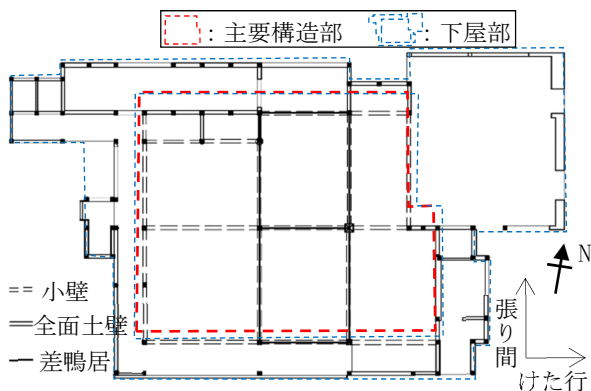 ：主要構造部 ：下屋部
N
小壁
全面土壁
差鴨居
張り間
けた行